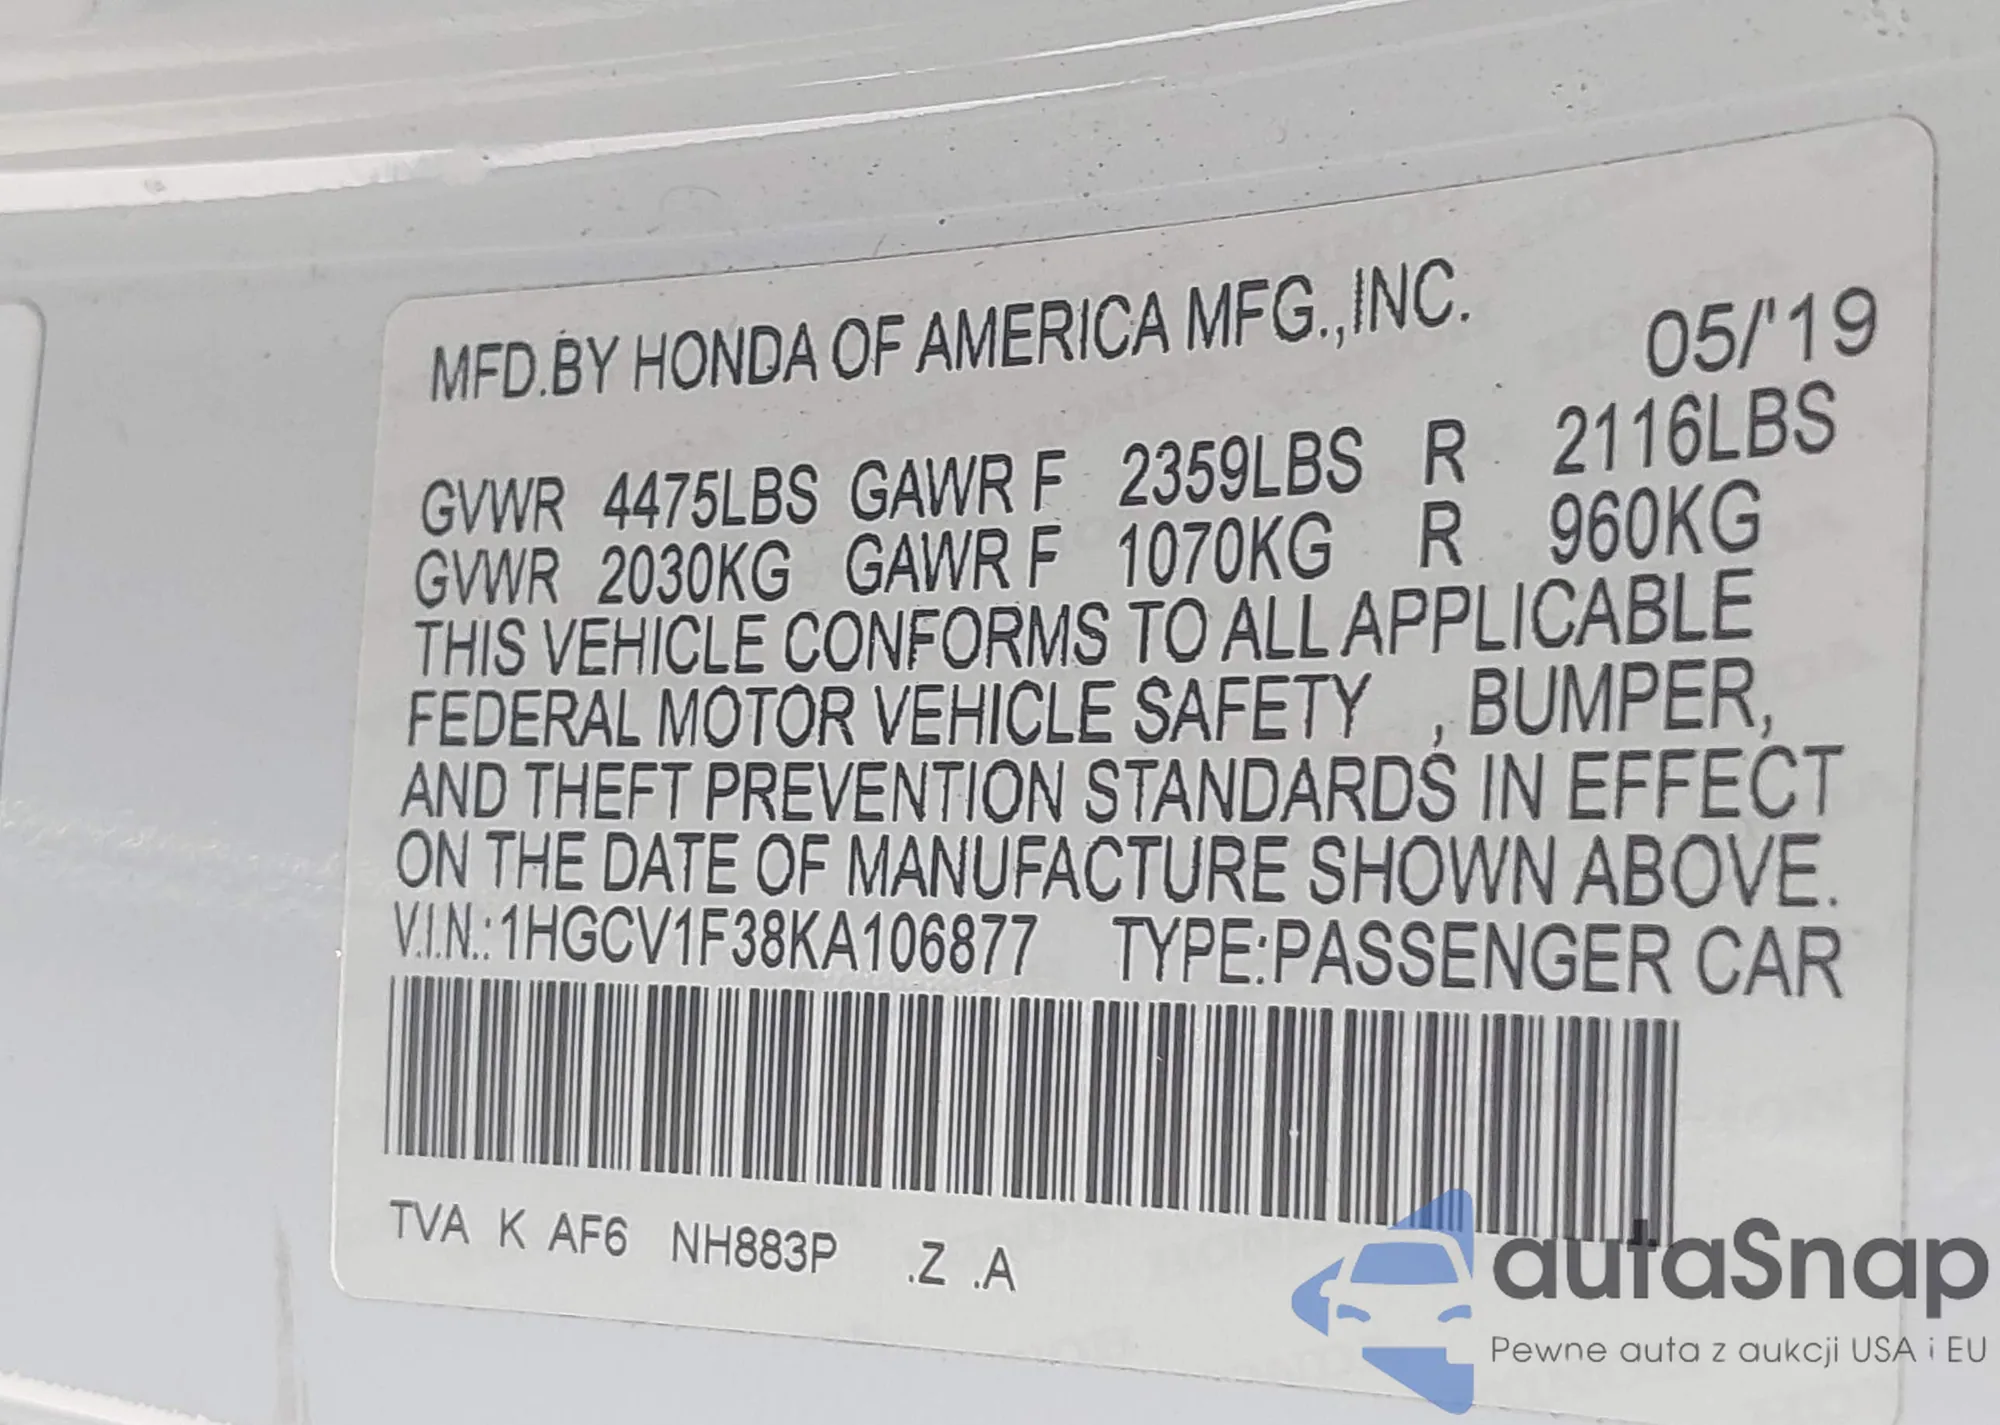 MFD.BY HONDA OF AMERICA MFG.,INC. 05/'19
GVWR 4475LBS GAWR F 2359LBS R 2116LBS
GVWR 2030KG GAWR F 1070KG R 960KG
THIS VEHICLE CONFORMS TO ALL APPLICABLE
FEDERAL MOTOR VEHICLE SAFETY , BUMPER,
AND THEFT PREVENTION STANDARDS IN EFFECT
ON THE DATE OF MANUFACTURE SHOWN ABOVE.
V.I.N.:1HGCV1F38KA106877 TYPE:PASSENGER CAR
TVA K AF6 NH883P .Z .A
autaSnap
Pewne auta z aukcji USA i EU